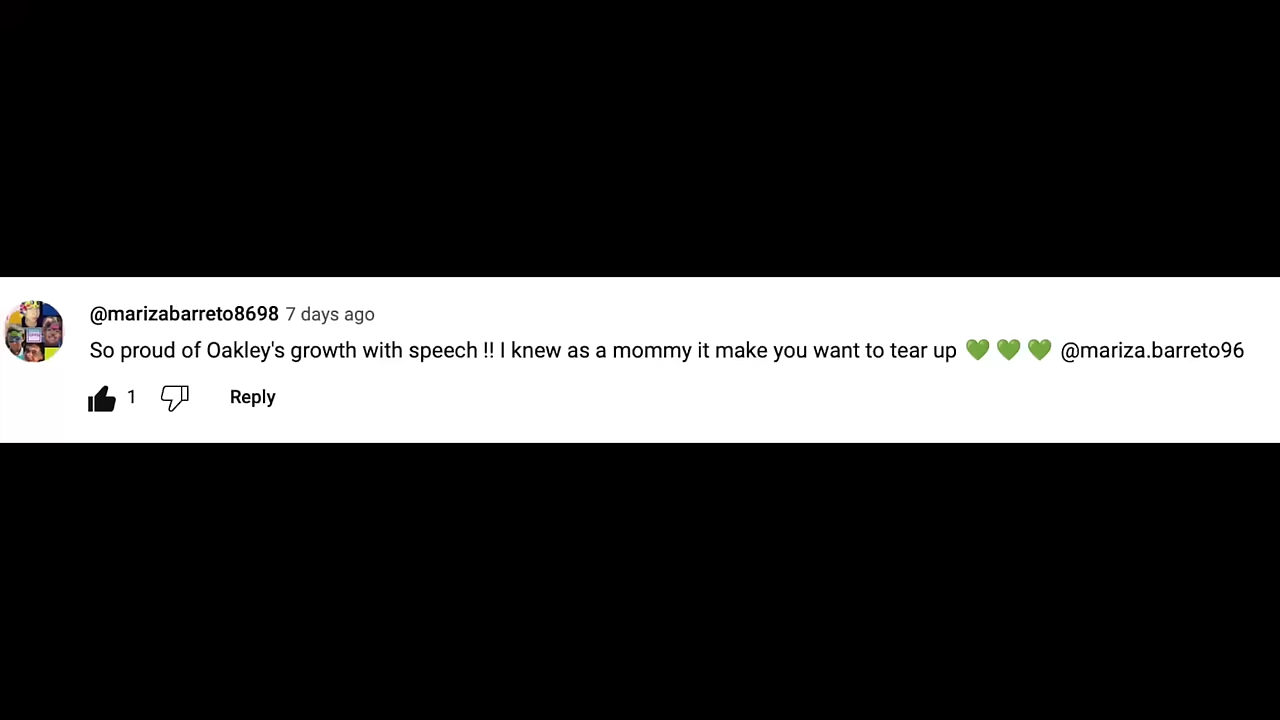 @marizabarreto8698 7 days ago
So proud of Oakley's growth with speech !! I knew as a mommy it make you want to tear up 💚 💚 💚 @mariza.barreto96
1 Reply